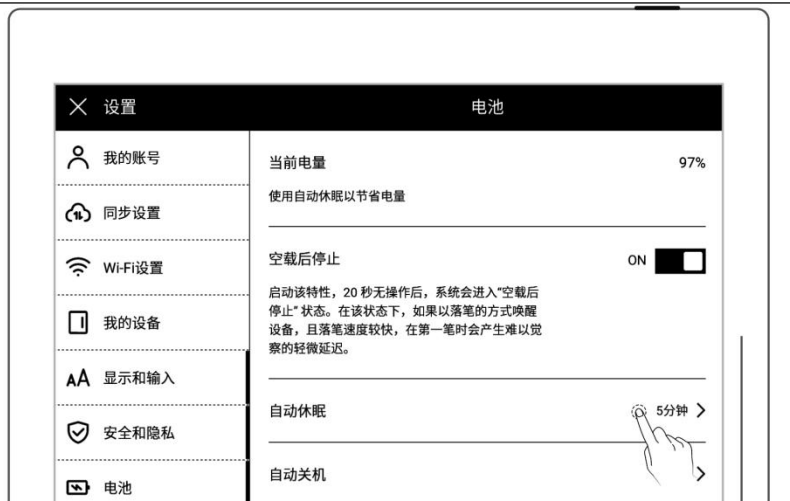 设置
电池
我的账号
同步设置
Wi-Fi设置
我的设备
显示和输入
安全和隐私
电池
当前电量 97%
使用自动休眠以节省电量
空载后停止 ON
启动该特性，20 秒无操作后，系统会进入“空载后
停止” 状态。在该状态下，如果以落笔的方式唤醒
设备，且落笔速度较快，在第一笔时会产生难以觉
察的轻微延迟。
自动休眠 5分钟
自动关机